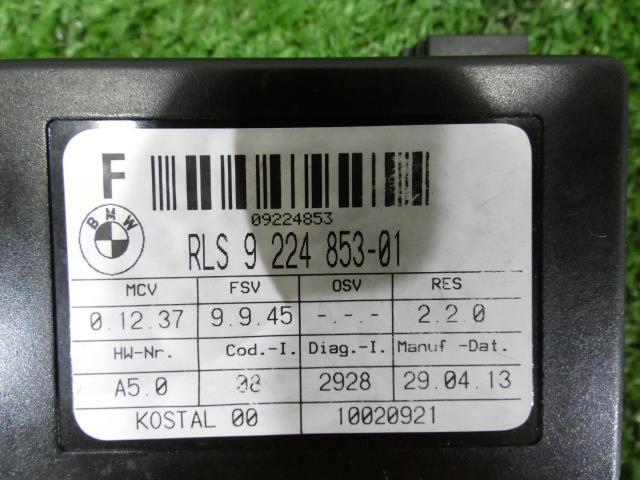 F
09224853
BMW
RLS 9 224 853-01
MCV FSV OSV RES
0.12.37 9.9.45 -.-.- 2.2.0
HW-Nr. Cod.-I. Diag.-I. Manuf -Dat.
A5.0 08 2928 29.04.13
KOSTAL 00 10020921